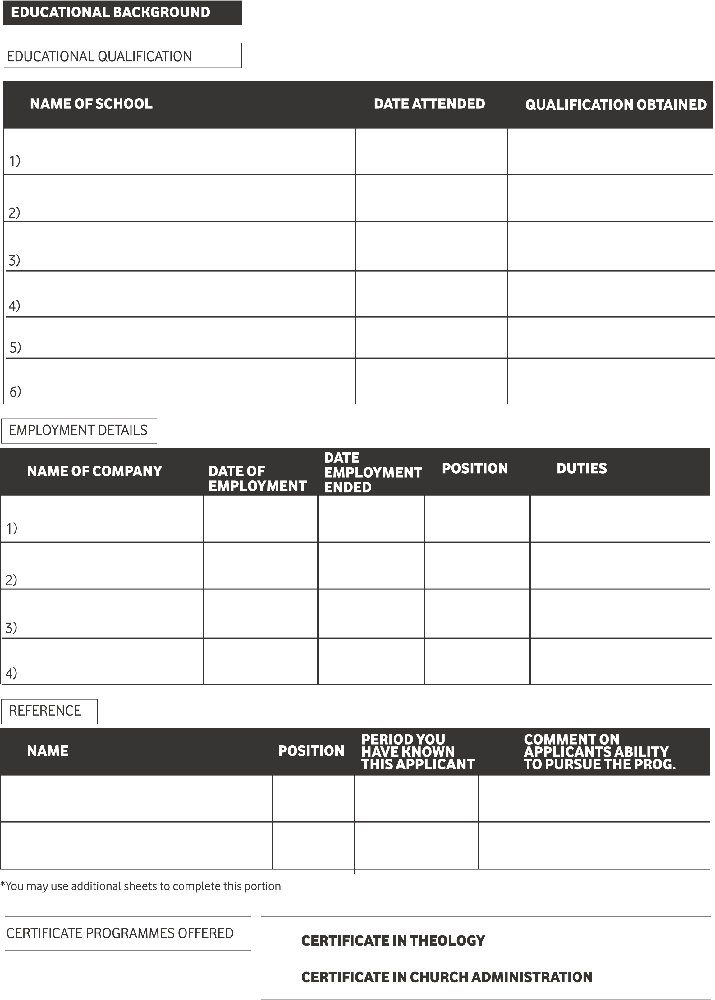 EDUCATIONAL BACKGROUND
EDUCATIONAL QUALIFICATION
NAME OF SCHOOL DATE ATTENDED QUALIFICATION OBTAINED
1)
2)
3)
4)
5)
6)
EMPLOYMENT DETAILS
NAME OF COMPANY
DATE OF
EMPLOYMENT
DATE
EMPLOYMENT
ENDED
POSITION
DUTIES
1)
2)
3)
4)
REFERENCE
NAME
POSITION
PERIOD YOU
HAVE KNOWN
THIS APPLICANT
COMMENT ON
APPLICANTS ABILITY
TO PURSUE THE PROG.
*You may use additional sheets to complete this portion
CERTIFICATE PROGRAMMES OFFERED
CERTIFICATE IN THEOLOGY
CERTIFICATE IN CHURCH ADMINISTRATION